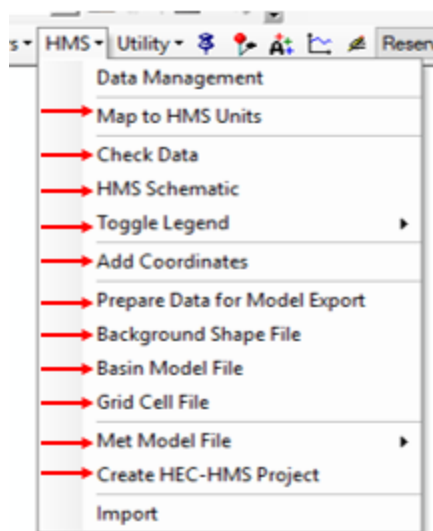 HMS Utility
Data Management
Map to HMS Units
Check Data
HMS Schematic
Toggle Legend
Add Coordinates
Prepare Data for Model Export
Background Shape File
Basin Model File
Grid Cell File
Met Model File
Create HEC-HMS Project
Import